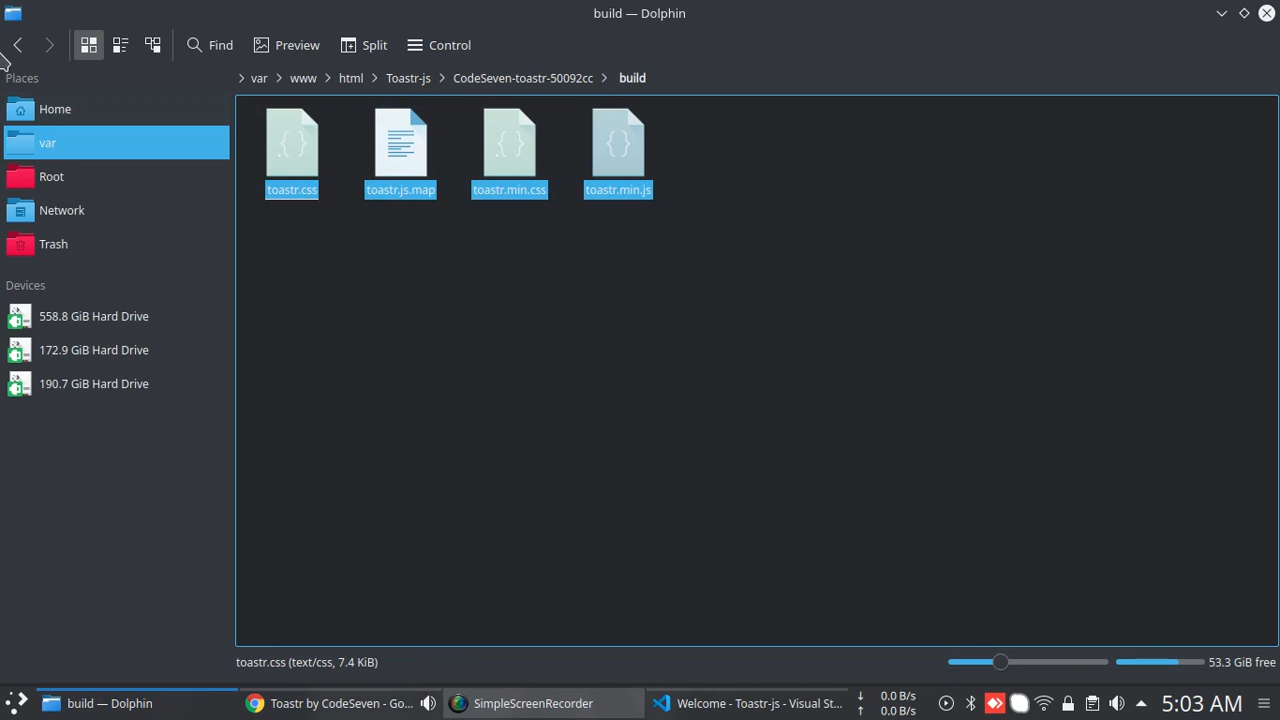 build — Dolphin
Find
Preview
Split
Control
Places
var
www
html
Toastr-js
CodeSeven-toastr-50092cc
build
Home
var
Root
Network
Trash
Devices
558.8 GiB Hard Drive
172.9 GiB Hard Drive
190.7 GiB Hard Drive
toastr.css
toastr.js.map
toastr.min.css
toastr.min.js
toastr.css (text/css, 7.4 KiB)
53.3 GiB free
build — Dolphin
Toastr by CodeSeven - Go...
SimpleScreenRecorder
Welcome - Toastr-js - Visual St...
0.0 B/s
0.0 B/s
5:03 AM